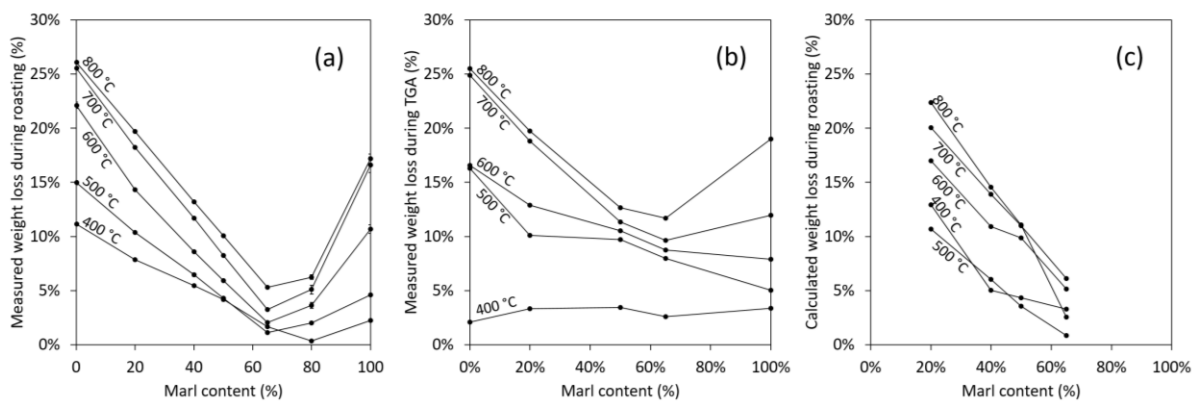 30%
25%
20%
15%
10%
5%
0%
Measured weight loss during roasting (%)
(a)
800 °C
700 °C
600 °C
500 °C
400 °C
0
20
40
60
80
100
Marl content (%)
30%
25%
20%
15%
10%
5%
0%
Measured weight loss during TGA (%)
(b)
800 °C
700 °C
600 °C
500 °C
400 °C
0%
20%
40%
60%
80%
100%
Marl content (%)
30%
25%
20%
15%
10%
5%
0%
Calculated weight loss during roasting (%)
(c)
800 °C
700 °C
600 °C
400 °C
500 °C
0%
20%
40%
60%
80%
100%
Marl content (%)